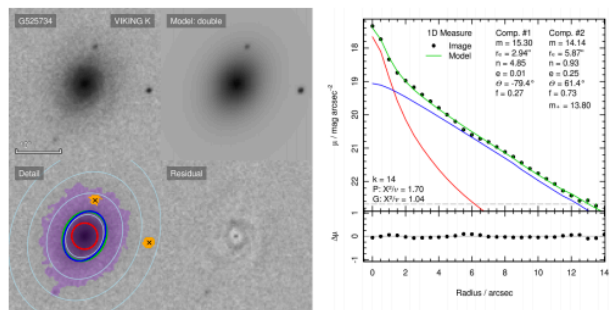 G525734
VIKING K
Model: double
Detail
Residual
1D Measure
Image
Model
Comp. #1
m = 15.30
rₑ = 2.94"
n = 4.85
e = 0.01
ϑ = -79.4°
f = 0.27
Comp. #2
m = 14.14
rₑ = 5.87"
n = 0.93
e = 0.25
ϑ = 61.4°
f = 0.73
k = 14
P: X²/ν = 1.70
G: X²/ν = 1.04
μ / mag arcsec⁻²
18
19
20
21
22
Δμ
1
0
-1
0 2 4 6 8 10 12 14
Radius / arcsec